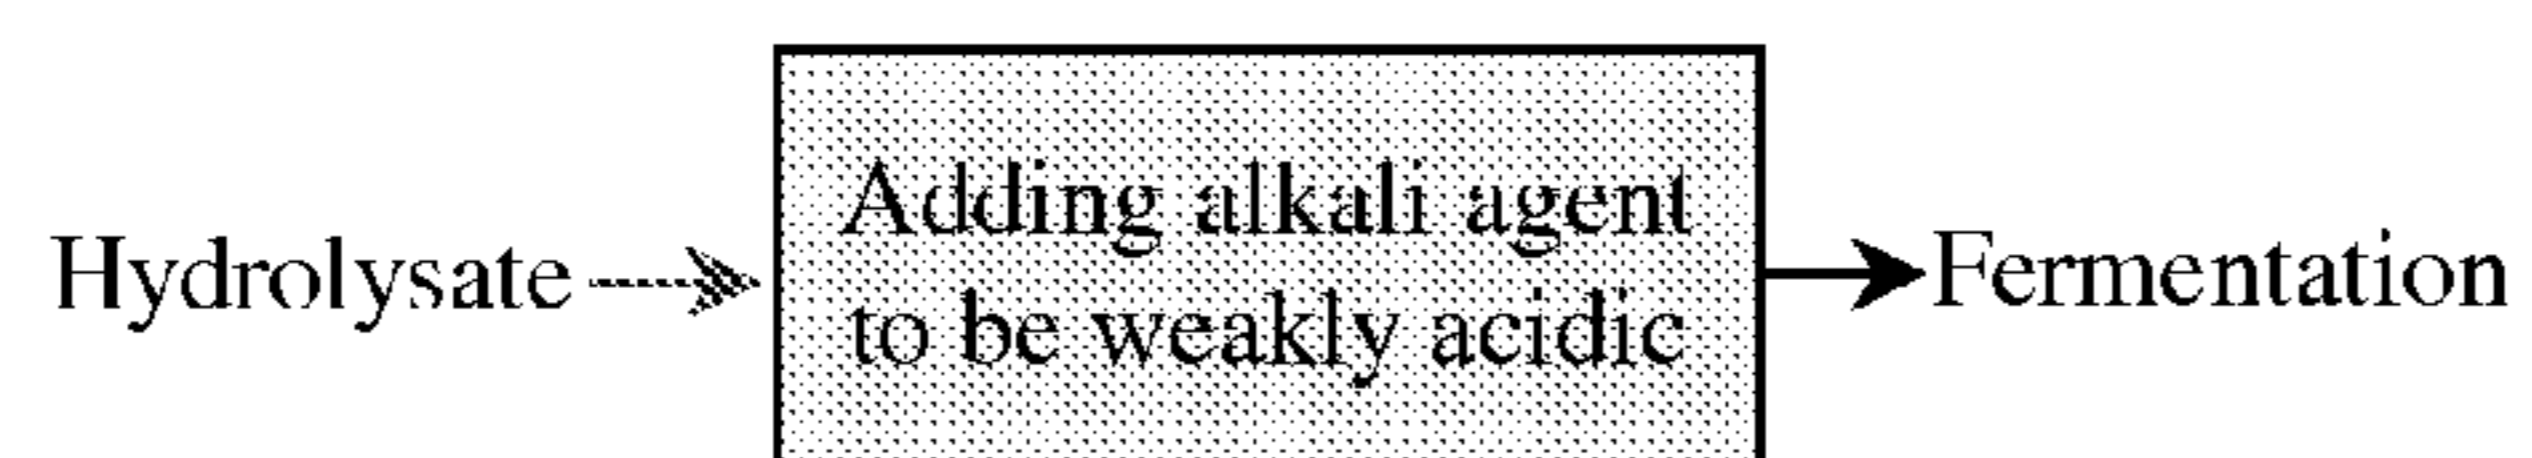 Hydrolysate
Adding alkali agent
to be weakly acidic
Fermentation